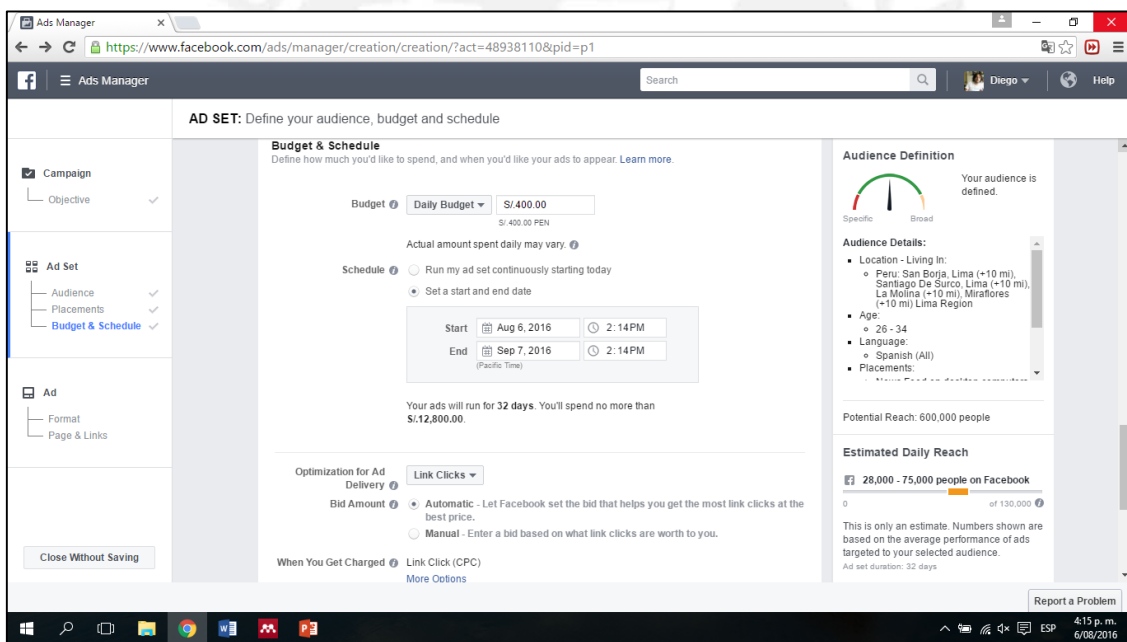 Ads Manager
https://www.facebook.com/ads/manager/creation/creation/?act=48938110&pid=p1
Ads Manager
Search
Diego
Help
AD SET: Define your audience, budget and schedule
Campaign
Objective
Ad Set
Audience
Placements
Budget & Schedule
Ad
Format
Page & Links
Close Without Saving
Budget & Schedule
Define how much you'd like to spend, and when you'd like your ads to appear. Learn more.
Budget
Daily Budget
S/.400.00
S/.400.00 PEN
Actual amount spent daily may vary.
Schedule
Run my ad set continuously starting today
Set a start and end date
Start Aug 6, 2016 2:14PM
End Sep 7, 2016 2:14PM
(Pacific Time)
Your ads will run for 32 days. You'll spend no more than
S/.12,800.00.
Optimization for Ad
Delivery
Link Clicks
Bid Amount
Automatic - Let Facebook set the bid that helps you get the most link clicks at the
best price.
Manual - Enter a bid based on what link clicks are worth to you.
When You Get Charged
Link Click (CPC)
More Options
Audience Definition
Your audience is
defined.
Specific
Broad
Audience Details:
Location - Living In:
Peru: San Borja, Lima (+10 mi),
Santiago De Surco, Lima (+10 mi),
La Molina (+10 mi), Miraflores
(+10 mi) Lima Region
Age:
26 - 34
Language:
Spanish (All)
Placements:
News Feed on desktop computers
Potential Reach: 600,000 people
Estimated Daily Reach
28,000 - 75,000 people on Facebook
0
of 130,000
This is only an estimate. Numbers shown are
based on the average performance of ads
targeted to your selected audience.
Ad set duration: 32 days
Report a Problem
ESP
4:15 p. m.
6/08/2016